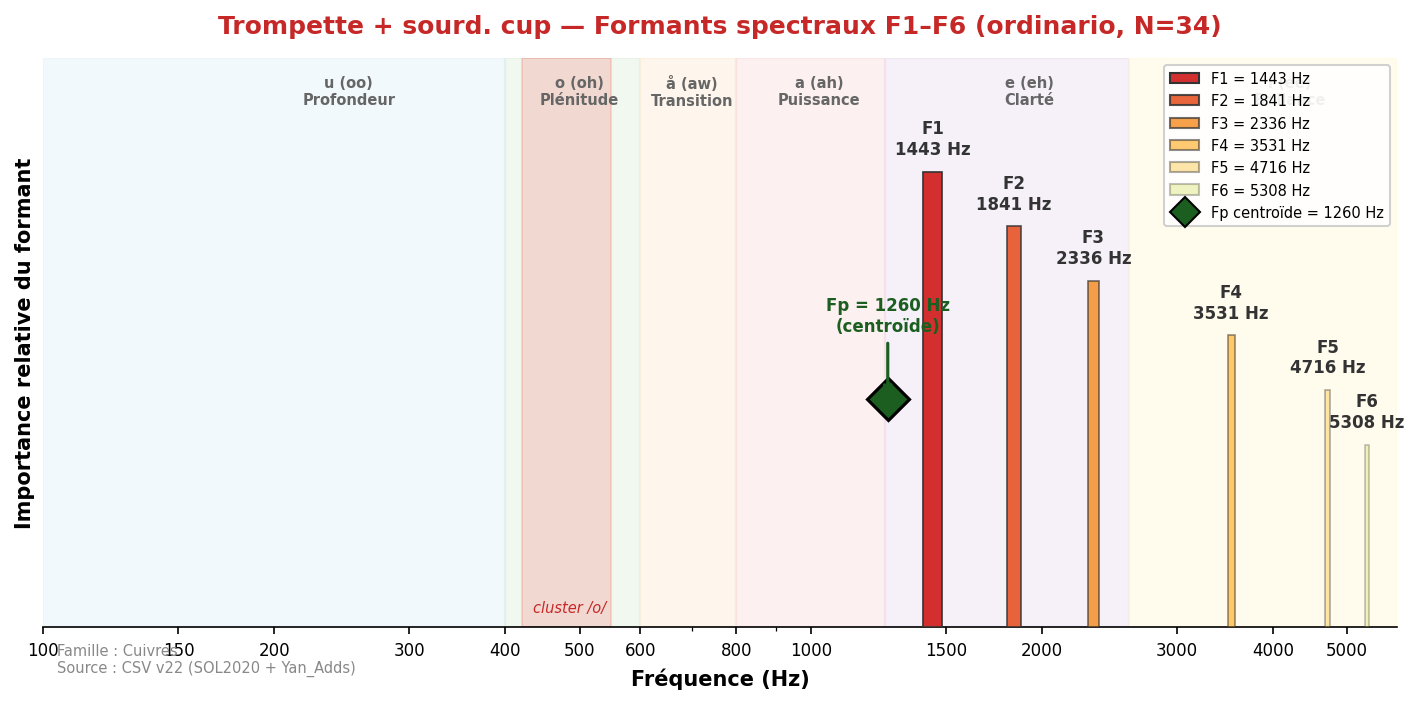 Trompette + sourd. cup — Formants spectraux F1–F6 (ordinario, N=34)
u (oo)
Profondeur
o (oh)
Plénitude
å (aw)
Transition
a (ah)
Puissance
e (eh)
Clarté
F1 = 1443 Hz
F2 = 1841 Hz
F3 = 2336 Hz
F4 = 3531 Hz
F5 = 4716 Hz
F6 = 5308 Hz
Fp centroïde = 1260 Hz
F1
1443 Hz
F2
1841 Hz
F3
2336 Hz
F4
3531 Hz
F5
4716 Hz
F6
5308 Hz
Fp = 1260 Hz
(centroïde)
cluster /o/
Importance relative du formant
100 150 200 300 400 500 600 800 1000 1500 2000 3000 4000 5000
Famille : Cuivres
Source : CSV v22 (SOL2020 + Yan_Adds)
Fréquence (Hz)